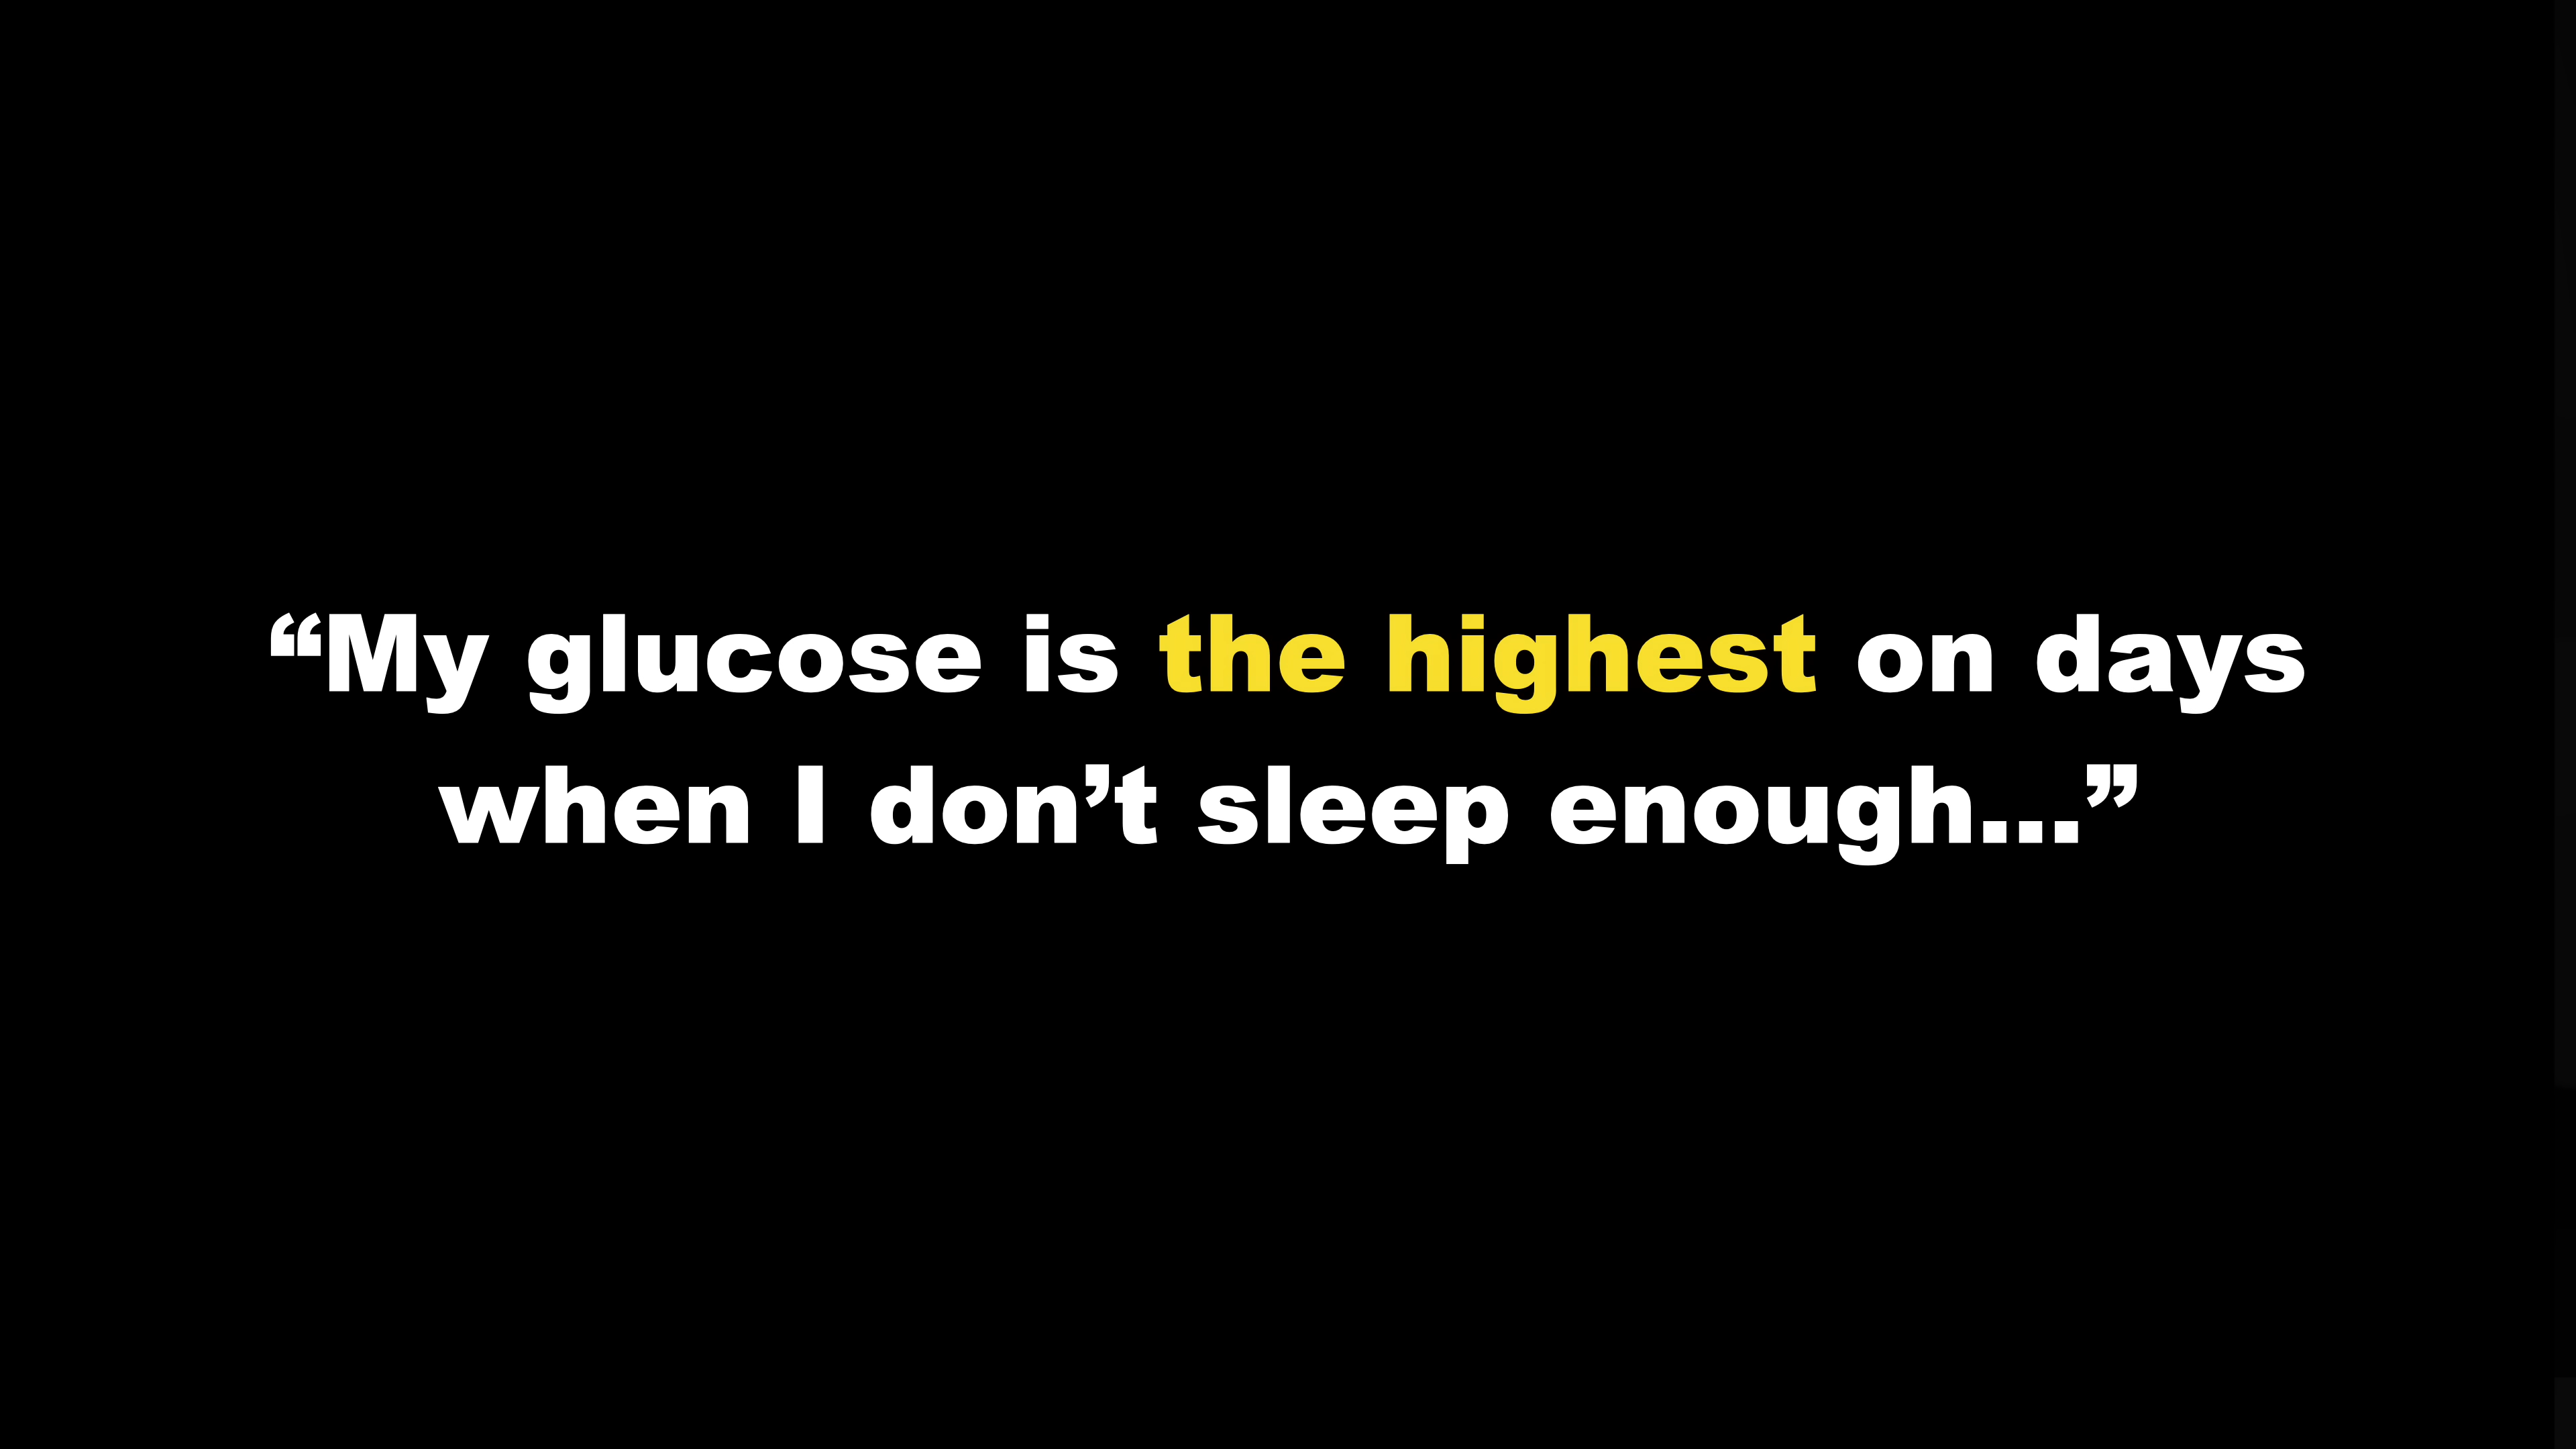 “My glucose is the highest on days
when I don’t sleep enough...”